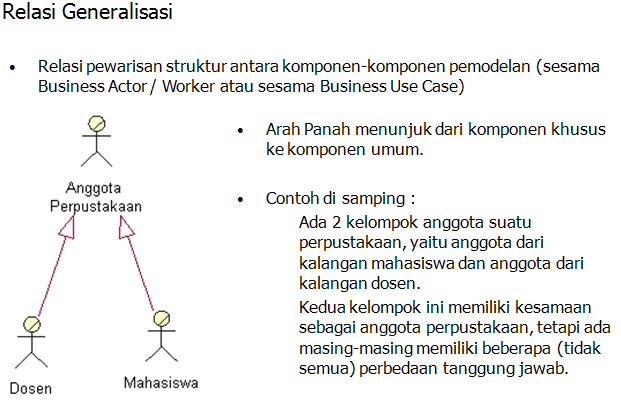 Relasi Generalisasi
• Relasi pewarisan struktur antara komponen-komponen pemodelan (sesama
Business Actor / Worker atau sesama Business Use Case)
Anggota
Perpustakaan
Dosen
Mahasiswa
• Arah Panah menunjuk dari komponen khusus
ke komponen umum.
• Contoh di samping :
Ada 2 kelompok anggota suatu
perpustakaan, yaitu anggota dari
kalangan mahasiswa dan anggota dari
kalangan dosen.
Kedua kelompok ini memiliki kesamaan
sebagai anggota perpustakaan, tetapi ada
masing-masing memiliki beberapa (tidak
semua) perbedaan tanggung jawab.